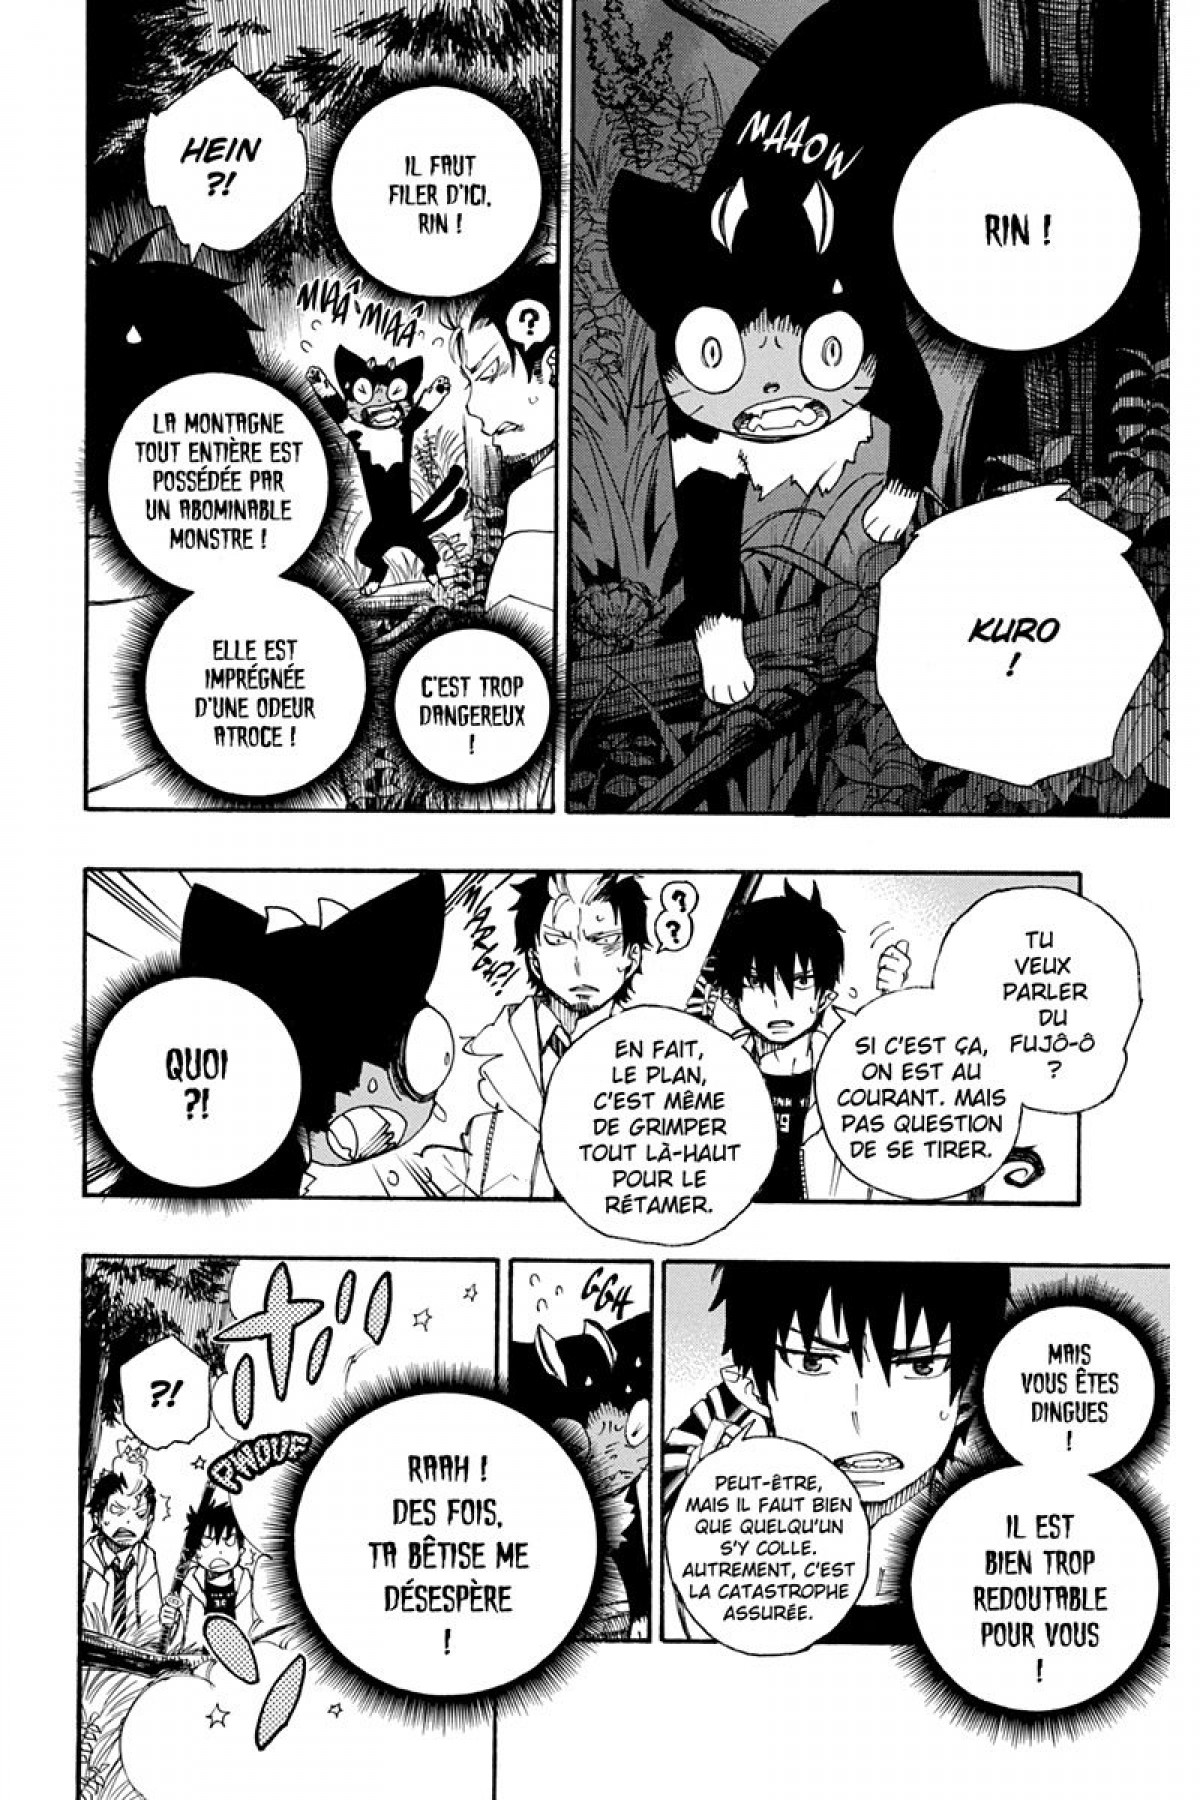 MAAOW
RIN !
KURO
!
IL FAUT
FILER D'ICI,
RIN !
HEIN
?!
MIAÂ-MIAÂ
?
LA MONTAGNE
TOUT ENTIÈRE EST
POSSÉDÉE PAR
UN ABOMINABLE
MONSTRE !
ELLE EST
IMPRÉGNÉE
D'UNE ODEUR
ATROCE !
C'EST TROP
DANGEREUX
!
TU
VEUX
PARLER
DU
FUJÔ-Ô
?
SI C'EST ÇA,
ON EST AU
COURANT. MAIS
PAS QUESTION
DE SE TIRER.
?
?
EN FAIT,
LE PLAN,
C'EST MÊME
DE GRIMPER
TOUT LÀ-HAUT
POUR LE
RÉTAMER.
QUOI
?!
MAIS
VOUS ÊTES
DINGUES
!
IL EST
BIEN TROP
REDOUTABLE
POUR VOUS
!
PEUT-ÊTRE,
MAIS IL FAUT BIEN
QUE QUELQU'UN
S'Y COLLE.
AUTREMENT, C'EST
LA CATASTROPHE
ASSURÉE.
GGH
RAAH !
DES FOIS,
TA BÊTISE ME
DÉSESPÈRE
!
PWOUF
?!